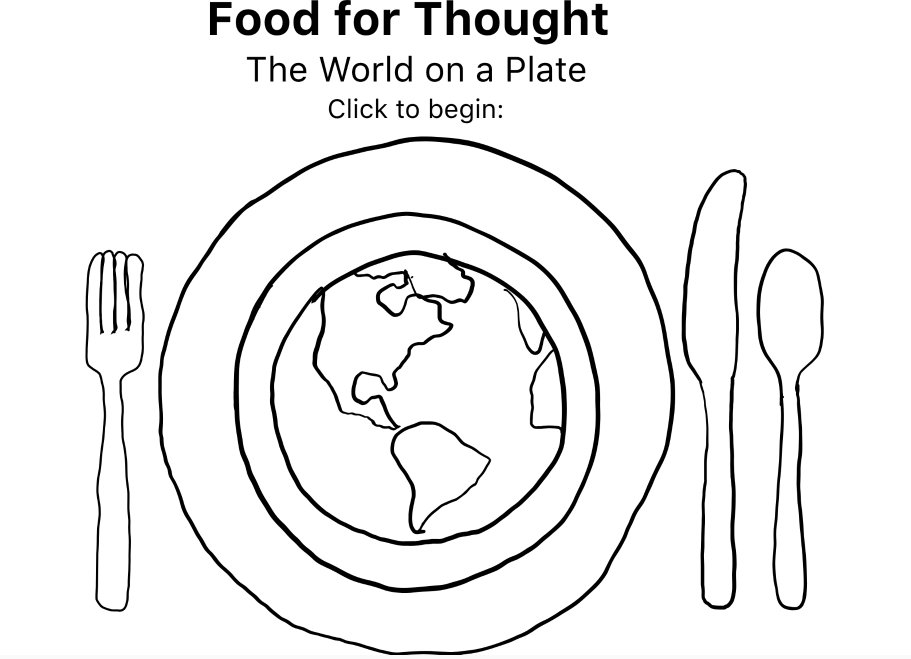 Food for Thought
The World on a Plate
Click to begin: